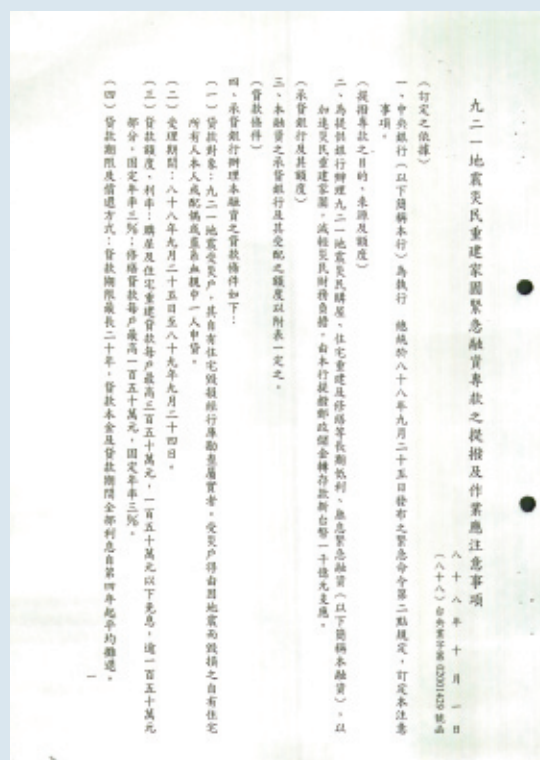 九二一地震災民重建家園緊急融資專款之提撥及作業應注意事項
八十八年十月一日
(八十八)台央業字第02001429號函
(訂定之依據)
一、中央銀行(以下簡稱本行)為執行 總統於八十八年九月二十五日發布之緊急命令第二點規定,訂定本注意
事項。
(提撥專款之目的、來源及額度)
二、為提供銀行辦理九二一地震災民購屋、住宅重建及修繕等長期低利、無息緊急融資(以下簡稱本融資),以
加速災民重建家園,減輕災民財務負擔,由本行提撥郵政儲金轉存款新台幣一千億元支應。
(承貸銀行及其額度)
三、本融資之承貸銀行及其受配之額度以附表一定之。
(貸款條件)
四、承貸銀行辦理本融資之貸款條件如下:
(一)貸款對象:九二一地震受災戶,其自有住宅毀損經行庫勘查屬實者。受災戶得由因地震而毀損之自有住宅
所有人本人或配偶或直系血親中一人申貸。
(二)受理期間:八十八年九月二十五日至八十九年九月二十四日。
(三)貸款額度、利率:購屋及住宅重建貸款每戶最高三百五十萬元,一百五十萬元以下免息,逾一百五十萬元
部分,固定年率三%;修繕貸款每戶最高一百五十萬元,固定年率三%。
(四)貸款期限及償還方式:貸款期限最長二十年,貸款本金及貸款期間全部利息自第四年起平均攤還。
一